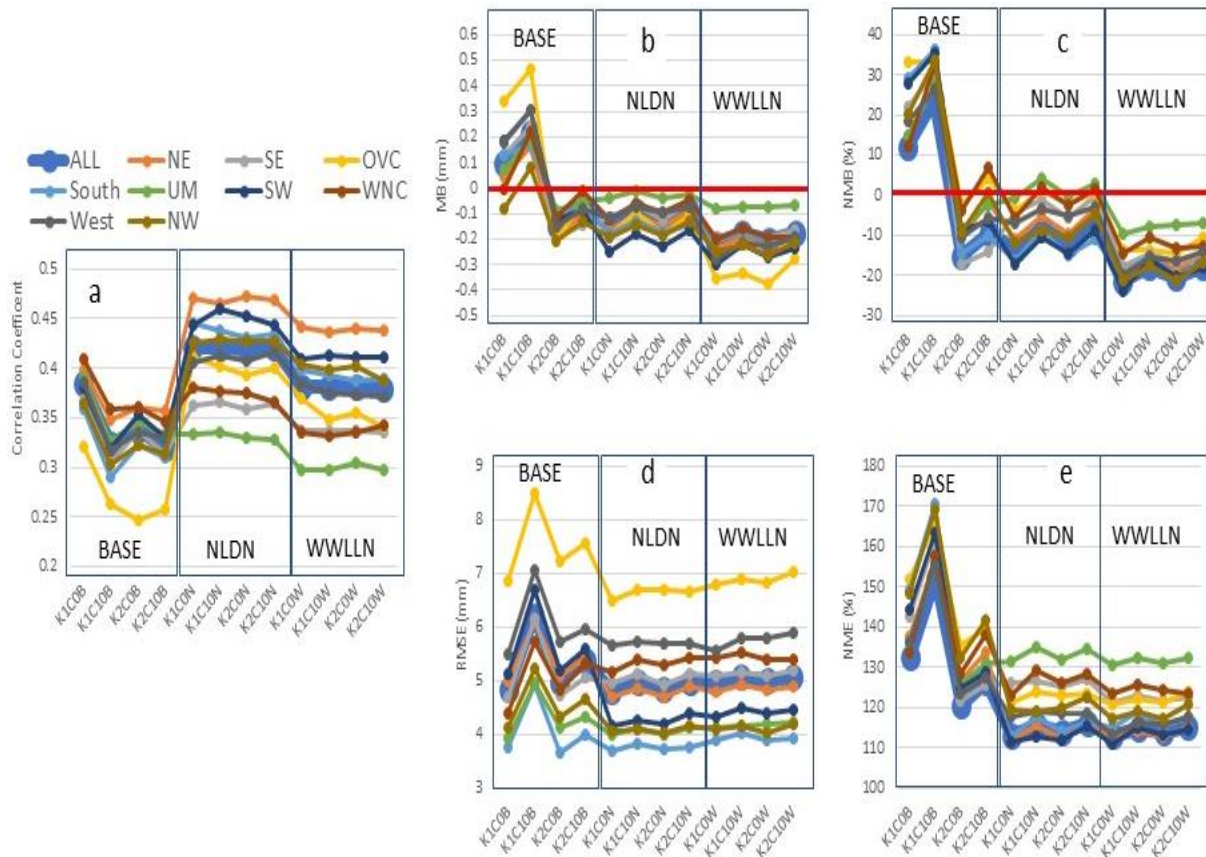 ALL NE SE OVC
South UM SW WNC
West NW
a
Correlation Coefficent
0.5
0.45
0.4
0.35
0.3
0.25
0.2
BASE NLDN WWLLN
K1C0B K1C10B K2C0B K2C10B K1C0N K1C10N K2C0N K2C10N K1C0W K1C10W K2C0W K2C10W
b
MB (mm)
0.6
0.5
0.4
0.3
0.2
0.1
0
-0.1
-0.2
-0.3
-0.4
-0.5
BASE
NLDN WWLLN
K1C0B K1C10B K2C0B K2C10B K1C0N K1C10N K2C0N K2C10N K1C0W K1C10W K2C0W K2C10W
c
NMB (%)
40
30
20
10
0
-10
-20
-30
BASE
NLDN WWLLN
K1C0B K1C10B K2C0B K2C10B K1C0N K1C10N K2C0N K2C10N K1C0W K1C10W K2C0W K2C10W
d
RMSE (mm)
9
8
7
6
5
4
3
BASE
NLDN WWLLN
K1C0B K1C10B K2C0B K2C10B K1C0N K1C10N K2C0N K2C10N K1C0W K1C10W K2C0W K2C10W
e
NME (%)
180
170
160
150
140
130
120
110
100
BASE
NLDN WWLLN
K1C0B K1C10B K2C0B K2C10B K1C0N K1C10N K2C0N K2C10N K1C0W K1C10W K2C0W K2C10W